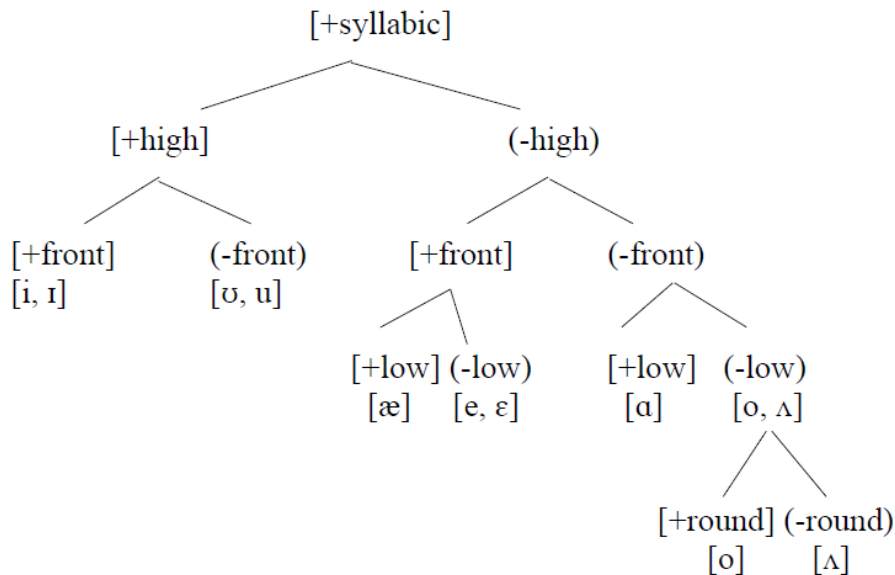 [+syllabic]
[+high] (-high)
[+front] (-front) [+front] (-front)
[i, ɪ] [ʊ, u]
[+low] (-low) [+low] (-low)
[æ] [e, ɛ] [ɑ] [o, ʌ]
[+round] (-round)
[o] [ʌ]